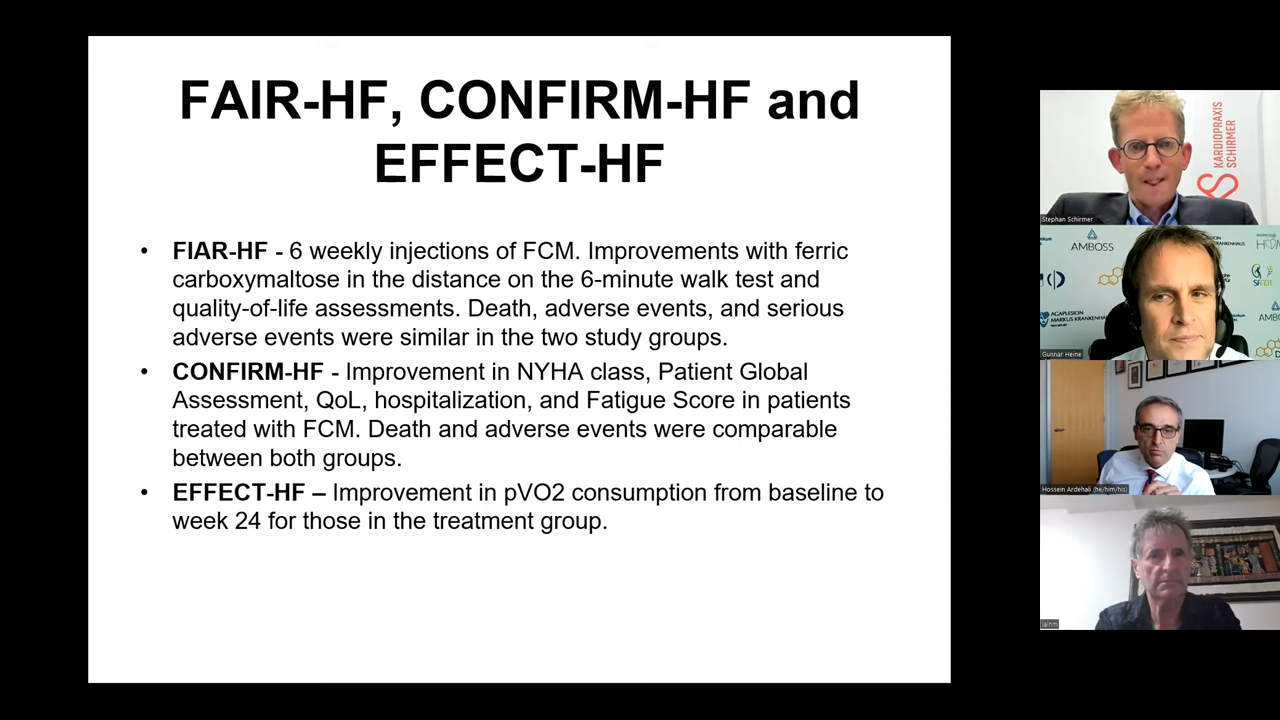 FAIR-HF, CONFIRM-HF and
EFFECT-HF
• FIAR-HF - 6 weekly injections of FCM. Improvements with ferric
carboxymaltose in the distance on the 6-minute walk test and
quality-of-life assessments. Death, adverse events, and serious
adverse events were similar in the two study groups.
• CONFIRM-HF - Improvement in NYHA class, Patient Global
Assessment, QoL, hospitalization, and Fatigue Score in patients
treated with FCM. Death and adverse events were comparable
between both groups.
• EFFECT-HF – Improvement in pVO2 consumption from baseline to
week 24 for those in the treatment group.
KARDIOPRAXIS
SCHIRMER
Stephan Schirmer
AMBOSS
AGAPLESION
MARKUS KRANKENHAUS
Gunnar Heine
Hossein Ardehali (he/him/his)